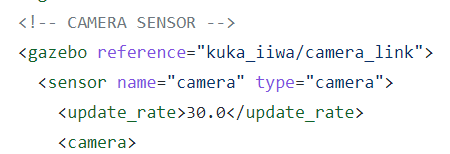 <!-- CAMERA SENSOR -->
<gazebo reference="kuka_iiwa/camera_link">
<sensor name="camera" type="camera">
<update_rate>30.0</update_rate>
<camera>